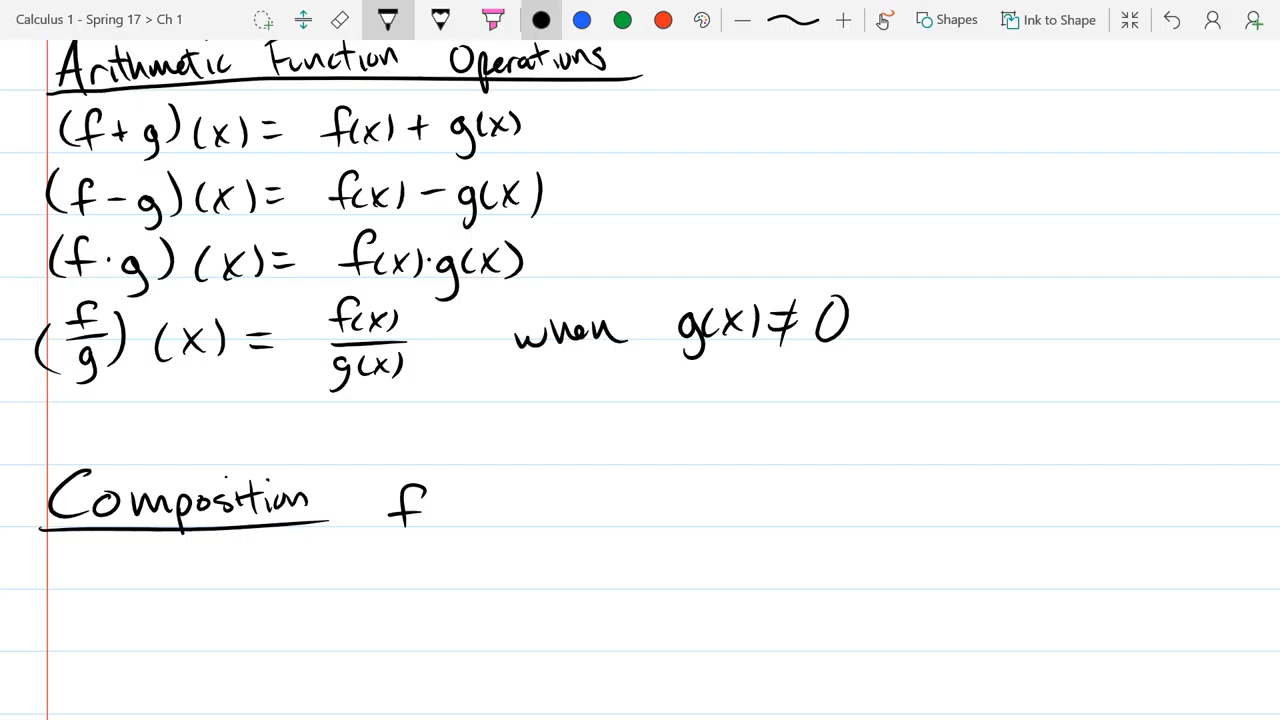 Calculus 1 - Spring 17 > Ch 1 Shapes Ink to Shape
Arithmetic Function Operations
(f+g)(x) = f(x) + g(x)
(f-g)(x) = f(x) - g(x)
(f·g)(x) = f(x)·g(x)
(f/g)(x) = f(x)/g(x) when g(x) ≠ 0
Composition f